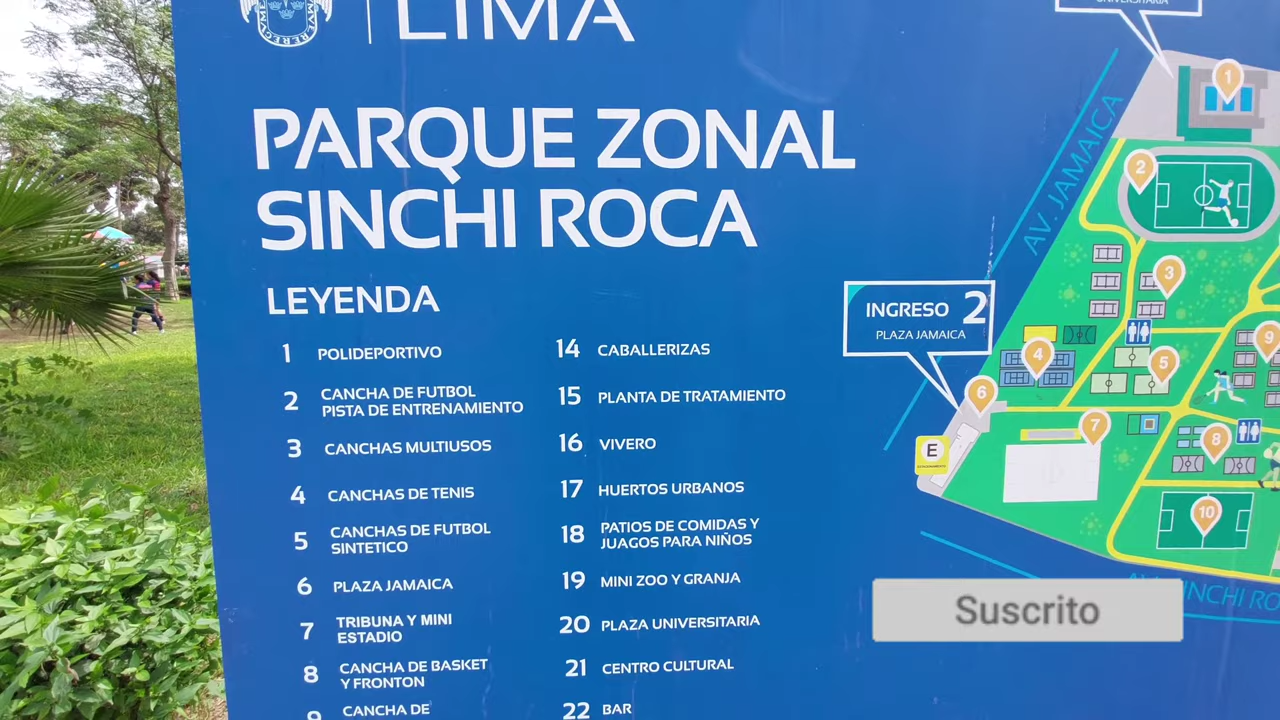 LIMA
PARQUE ZONAL
SINCHI ROCA
LEYENDA
1 POLIDEPORTIVO
2 CANCHA DE FUTBOL
PISTA DE ENTRENAMIENTO
3 CANCHAS MULTIUSOS
4 CANCHAS DE TENIS
5 CANCHAS DE FUTBOL
SINTETICO
6 PLAZA JAMAICA
7 TRIBUNA Y MINI
ESTADIO
8 CANCHA DE BASKET
Y FRONTON
9 CANCHA DE
14 CABALLERIZAS
15 PLANTA DE TRATAMIENTO
16 VIVERO
17 HUERTOS URBANOS
18 PATIOS DE COMIDAS Y
JUAGOS PARA NIÑOS
19 MINI ZOO Y GRANJA
20 PLAZA UNIVERSITARIA
21 CENTRO CULTURAL
22 BAR
UNIVERSITARIA
AV. JAMAICA
INGRESO 2
PLAZA JAMAICA
1
2
3
4
5
6
7
8
9
10
E
SINCHI RO
Suscrito